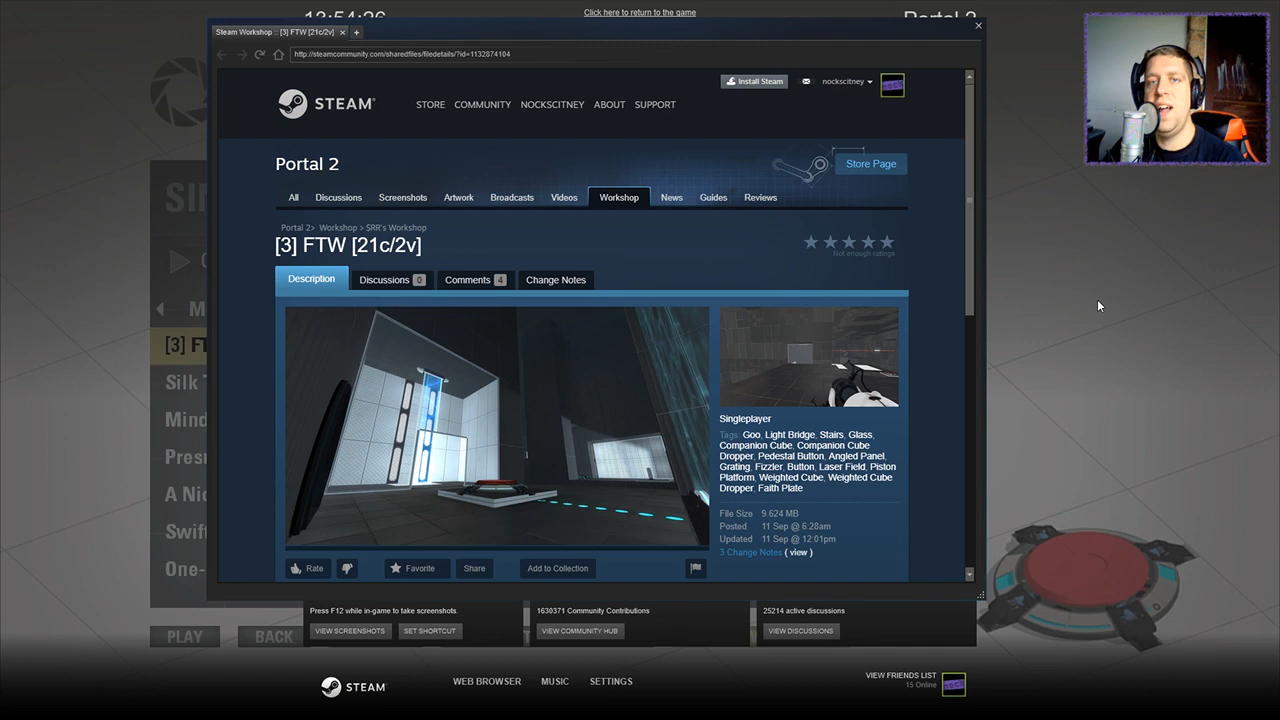 Click here to return to the game
13:54:26
Portal 2
Steam Workshop :: [3] FTW [21c/2v]
http://steamcommunity.com/sharedfiles/filedetails/?id=1132874104
Install Steam
nockscitney
STEAM
STORE COMMUNITY NOCKSCITNEY ABOUT SUPPORT
Portal 2
Store Page
All Discussions Screenshots Artwork Broadcasts Videos Workshop News Guides Reviews
Portal 2> Workshop > $RR's Workshop
[3] FTW [21c/2v]
Not enough ratings
Description Discussions 0 Comments 4 Change Notes
Singleplayer
Tags: Goo, Light Bridge, Stairs, Glass,
Companion Cube, Companion Cube
Dropper, Pedestal Button, Angled Panel,
Grating, Fizzler, Button, Laser Field, Piston
Platform, Weighted Cube, Weighted Cube
Dropper, Faith Plate
File Size 9.624 MB
Posted 11 Sep @ 6:28am
Updated 11 Sep @ 12:01pm
3 Change Notes ( view )
Rate Favorite Share Add to Collection
[3] FT
Silk
Mind
Pres
A Ni
Swift
One-
Press F12 while in-game to take screenshots.
VIEW SCREENSHOTS SET SHORTCUT
1630371 Community Contributions
VIEW COMMUNITY HUB
25214 active discussions
VIEW DISCUSSIONS
PLAY BACK
STEAM
WEB BROWSER MUSIC SETTINGS
VIEW FRIENDS LIST
15 Online